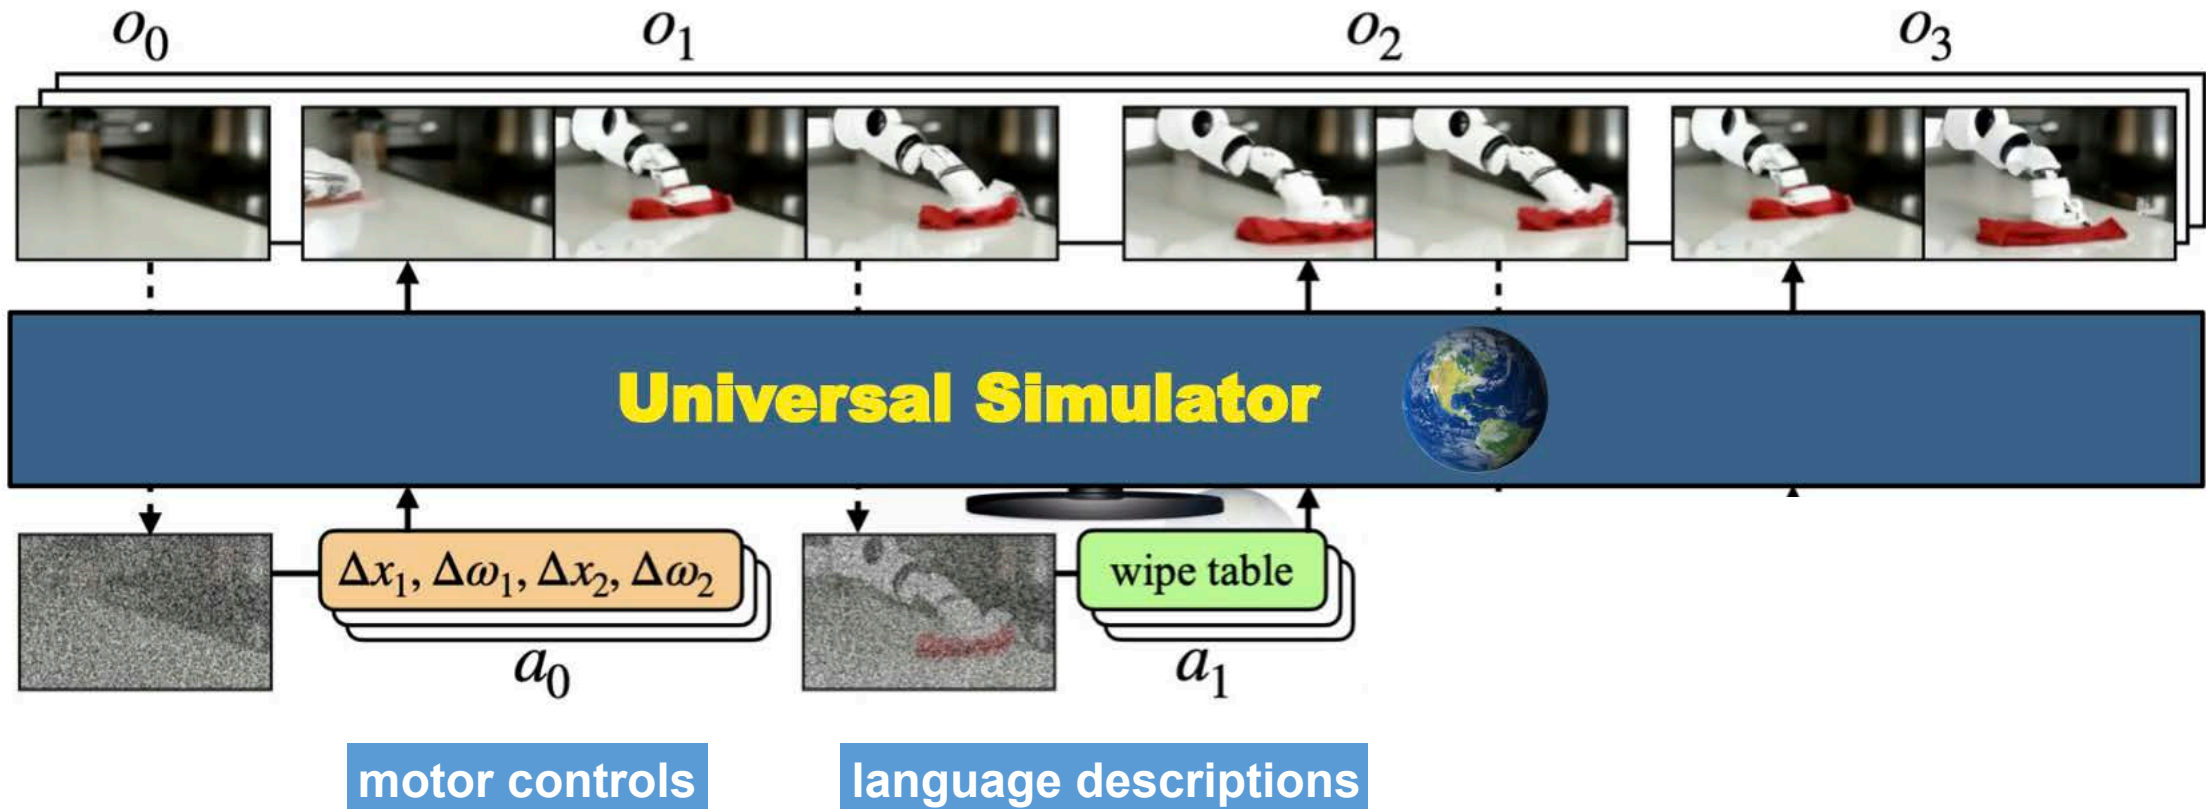 o₀ o₁ o₂ o₃
Universal Simulator
Δx₁, Δω₁, Δx₂, Δω₂ wipe table
a₀ a₁
motor controls language descriptions